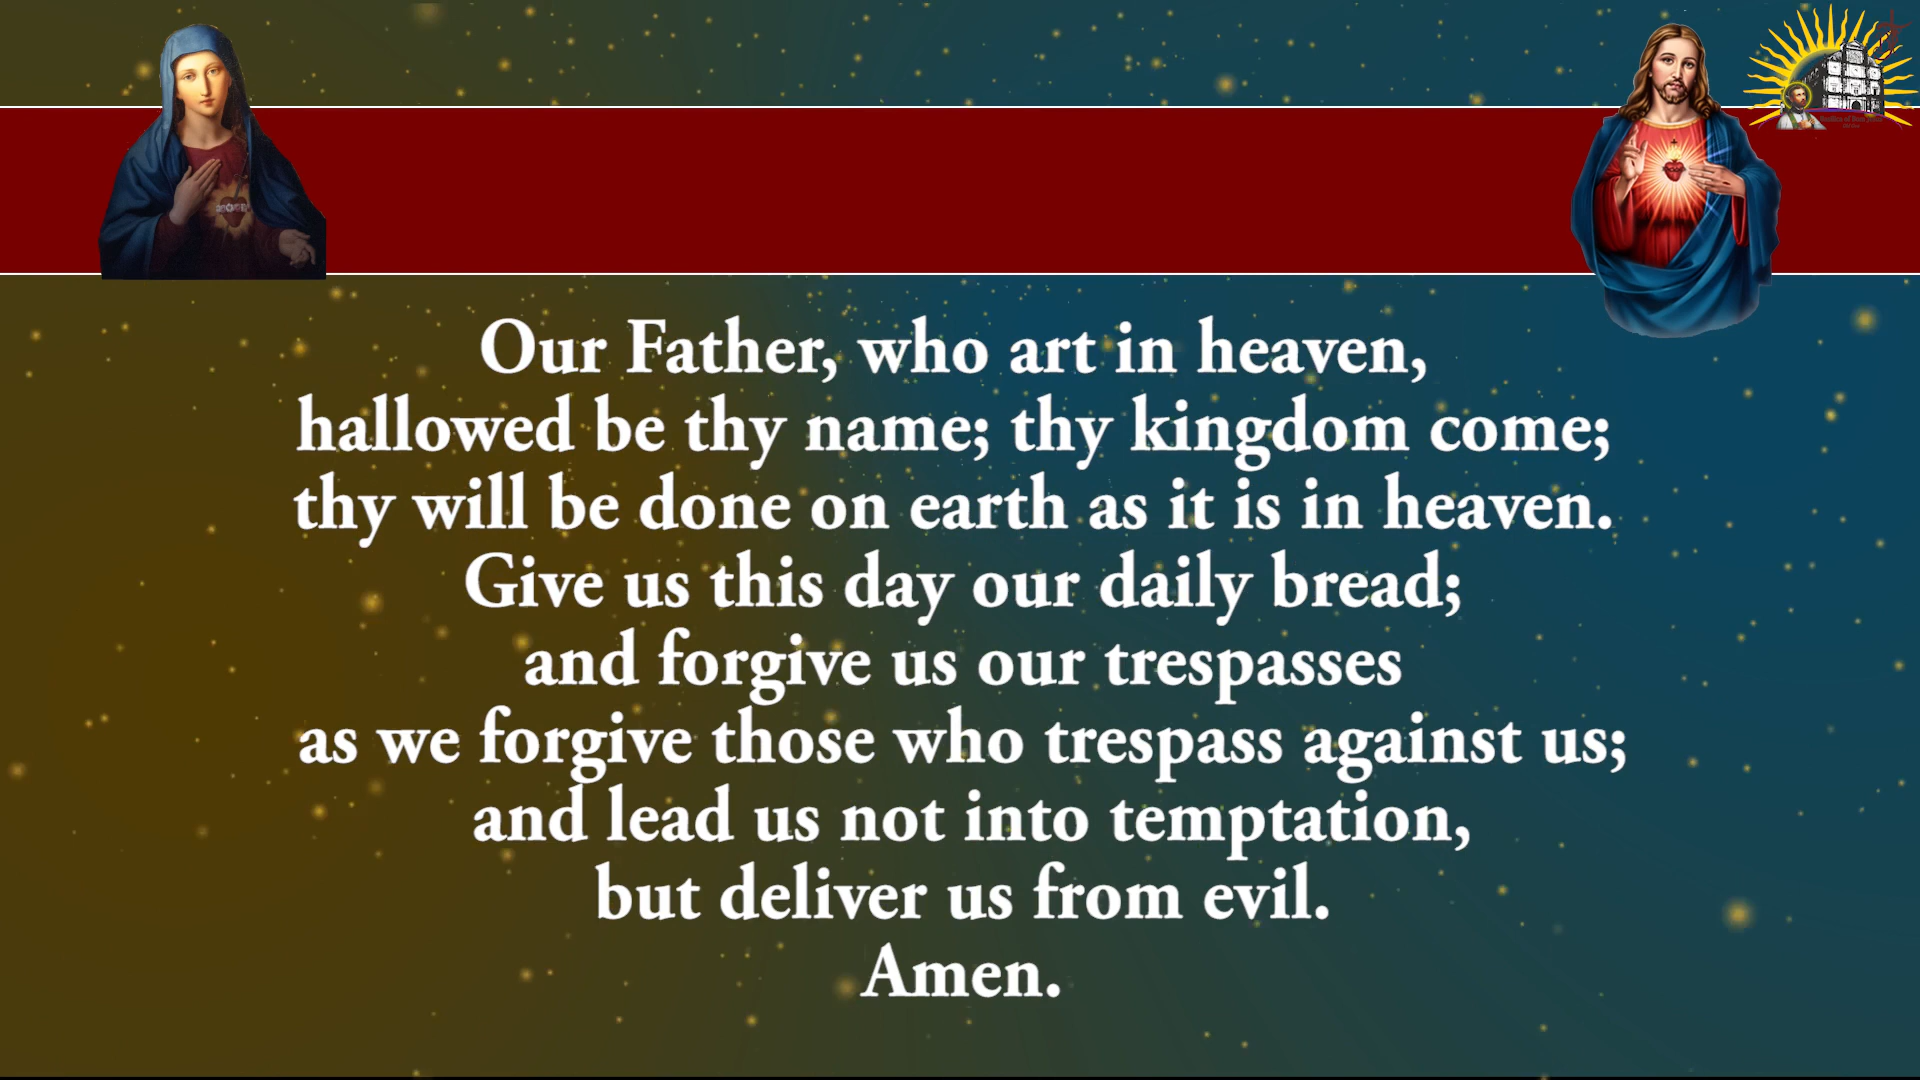 Our Father, who art in heaven,
hallowed be thy name; thy kingdom come;
thy will be done on earth as it is in heaven.
Give us this day our daily bread;
and forgive us our trespasses
as we forgive those who trespass against us;
and lead us not into temptation,
but deliver us from evil.
Amen.